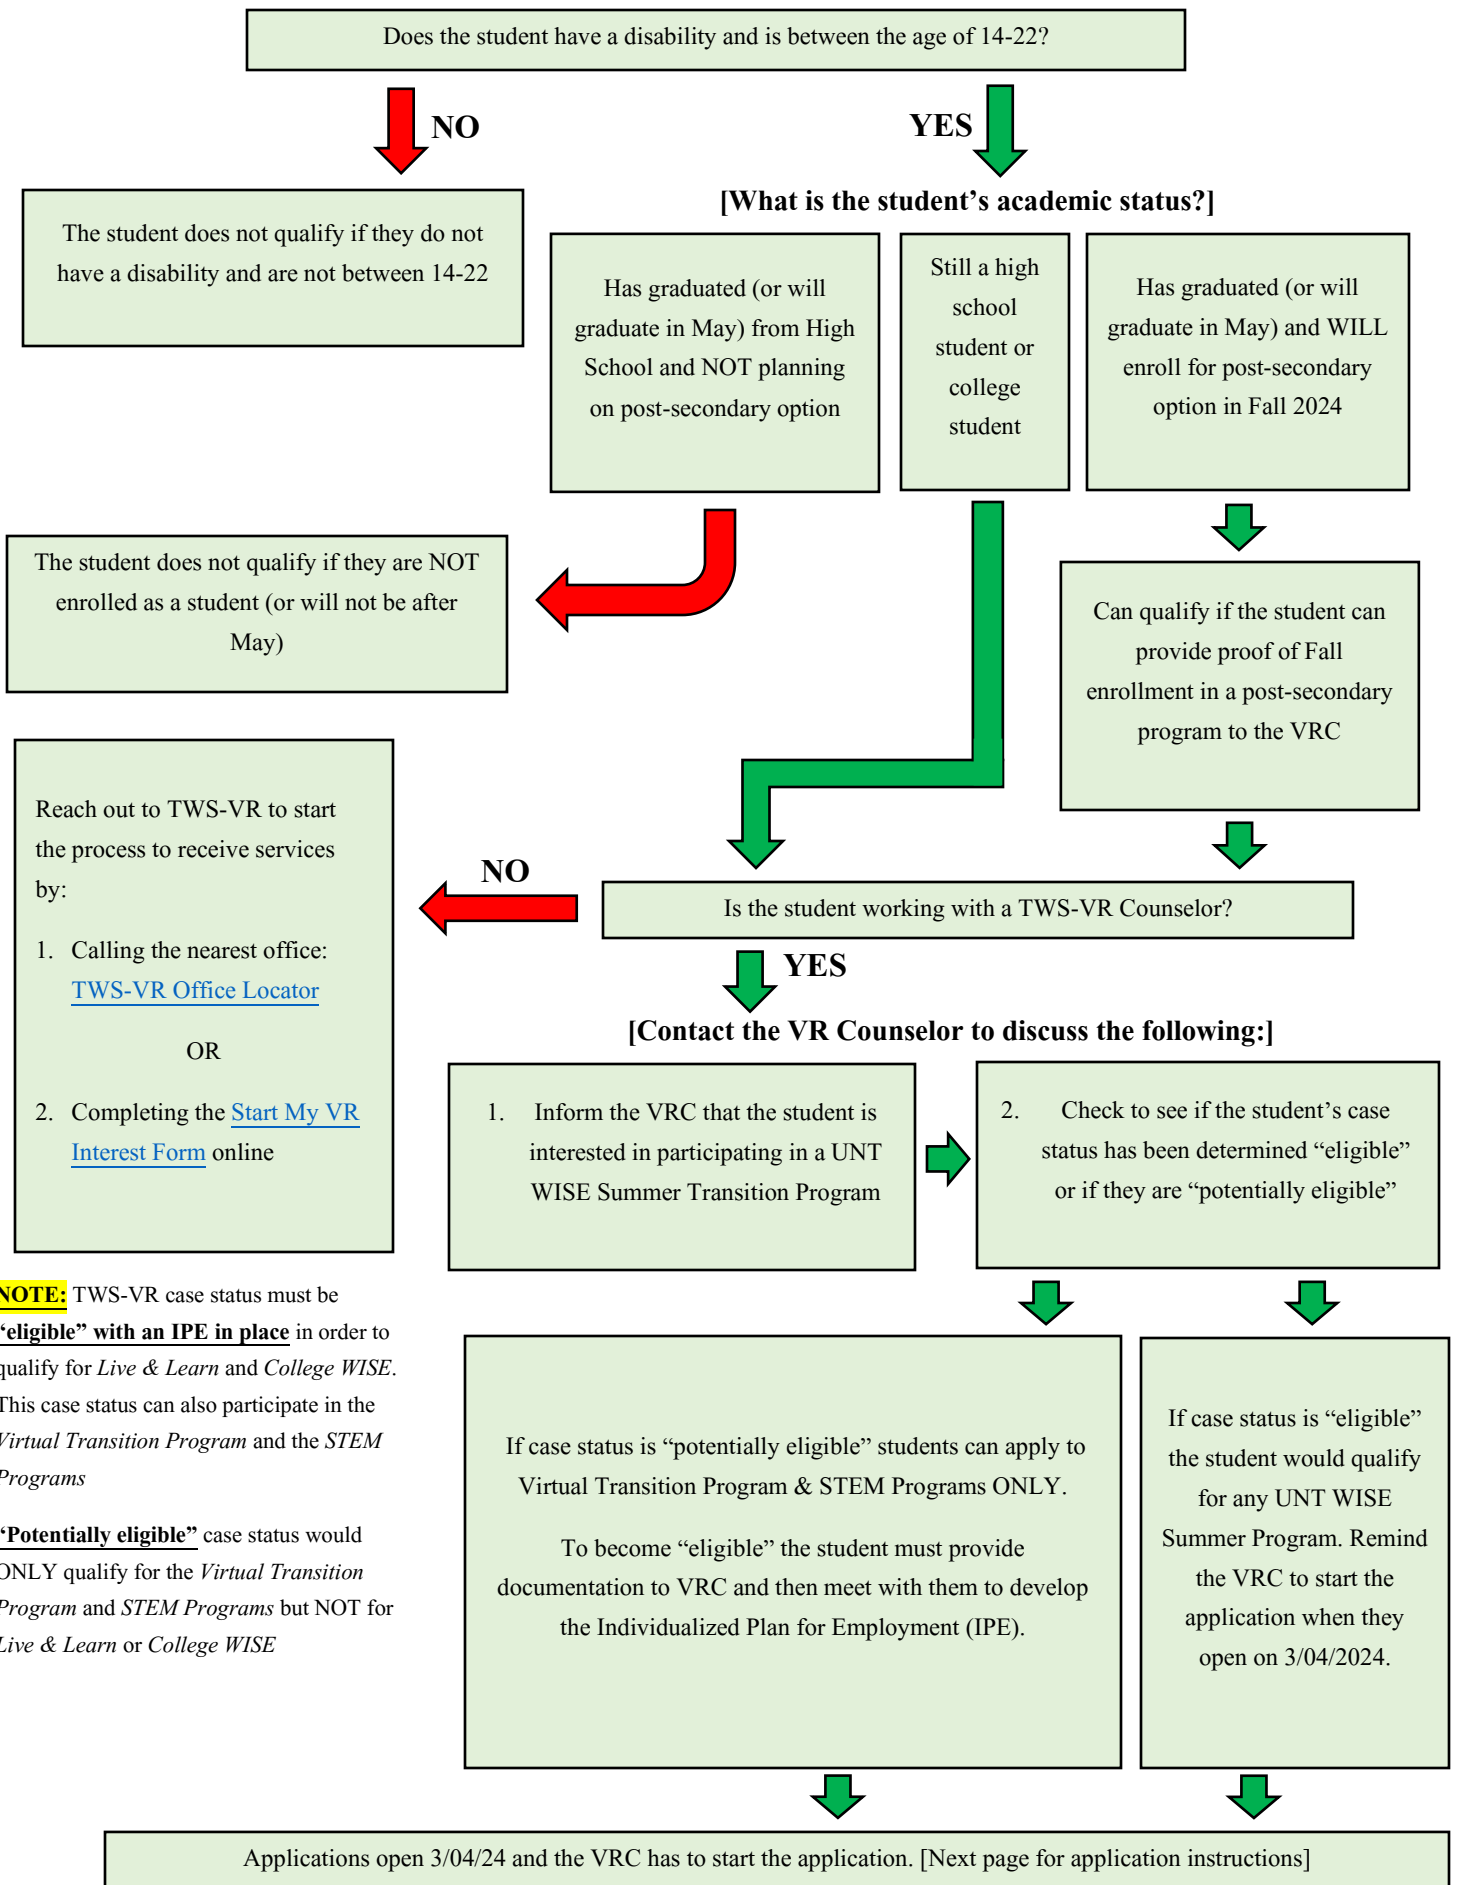 Does the student have a disability and is between the age of 14-22?
NO
YES
The student does not qualify if they do not
have a disability and are not between 14-22
[What is the student’s academic status?]
Has graduated (or will
graduate in May) from High
School and NOT planning
on post-secondary option
Still a high
school
student or
college
student
Has graduated (or will
graduate in May) and WILL
enroll for post-secondary
option in Fall 2024
The student does not qualify if they are NOT
enrolled as a student (or will not be after
May)
Can qualify if the student can
provide proof of Fall
enrollment in a post-secondary
program to the VRC
Is the student working with a TWS-VR Counselor?
NO
Reach out to TWS-VR to start
the process to receive services
by:
1. Calling the nearest office:
TWS-VR Office Locator
OR
2. Completing the Start My VR
Interest Form online
YES
[Contact the VR Counselor to discuss the following:]
1. Inform the VRC that the student is
interested in participating in a UNT
WISE Summer Transition Program
2. Check to see if the student’s case
status has been determined “eligible”
or if they are “potentially eligible”
NOTE: TWS-VR case status must be
“eligible” with an IPE in place in order to
qualify for Live & Learn and College WISE.
This case status can also participate in the
Virtual Transition Program and the STEM
Programs
“Potentially eligible” case status would
ONLY qualify for the Virtual Transition
Program and STEM Programs but NOT for
Live & Learn or College WISE
If case status is “potentially eligible” students can apply to
Virtual Transition Program & STEM Programs ONLY.
To become “eligible” the student must provide
documentation to VRC and then meet with them to develop
the Individualized Plan for Employment (IPE).
If case status is “eligible”
the student would qualify
for any UNT WISE
Summer Program. Remind
the VRC to start the
application when they
open on 3/04/2024.
Applications open 3/04/24 and the VRC has to start the application. [Next page for application instructions]